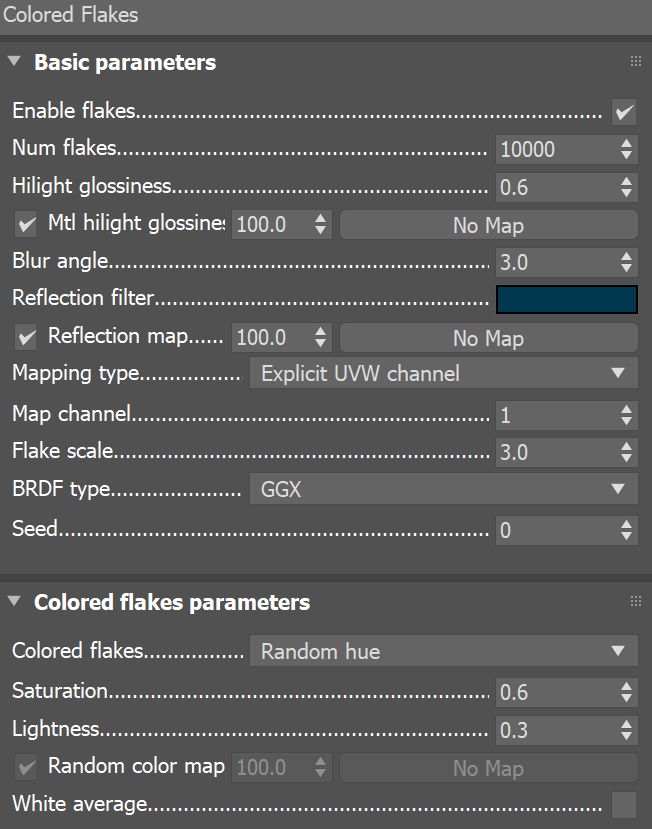 Colored Flakes
Basic parameters
Enable flakes
Num flakes 10000
Hilight glossiness 0.6
Mtl hilight glossines 100.0 No Map
Blur angle 3.0
Reflection filter
Reflection map 100.0 No Map
Mapping type Explicit UVW channel
Map channel 1
Flake scale 3.0
BRDF type GGX
Seed 0
Colored flakes parameters
Colored flakes Random hue
Saturation 0.6
Lightness 0.3
Random color map 100.0 No Map
White average